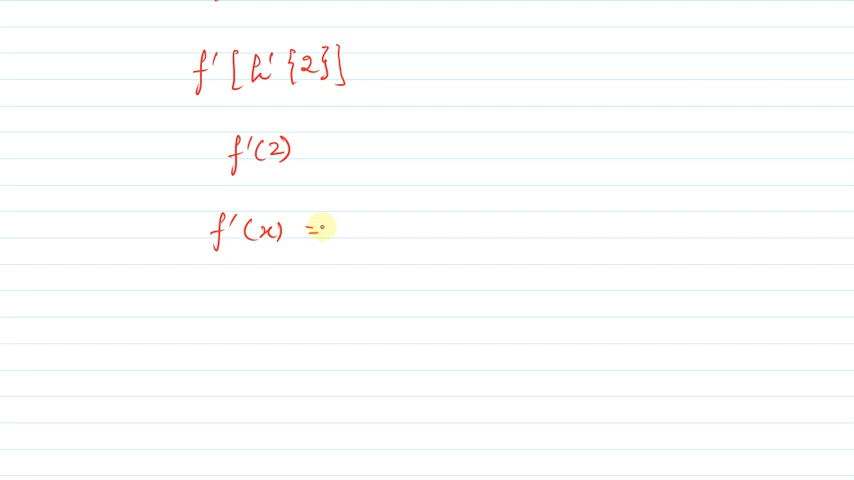 f' [ h' {2} ]
f'(2)
f'(x) =